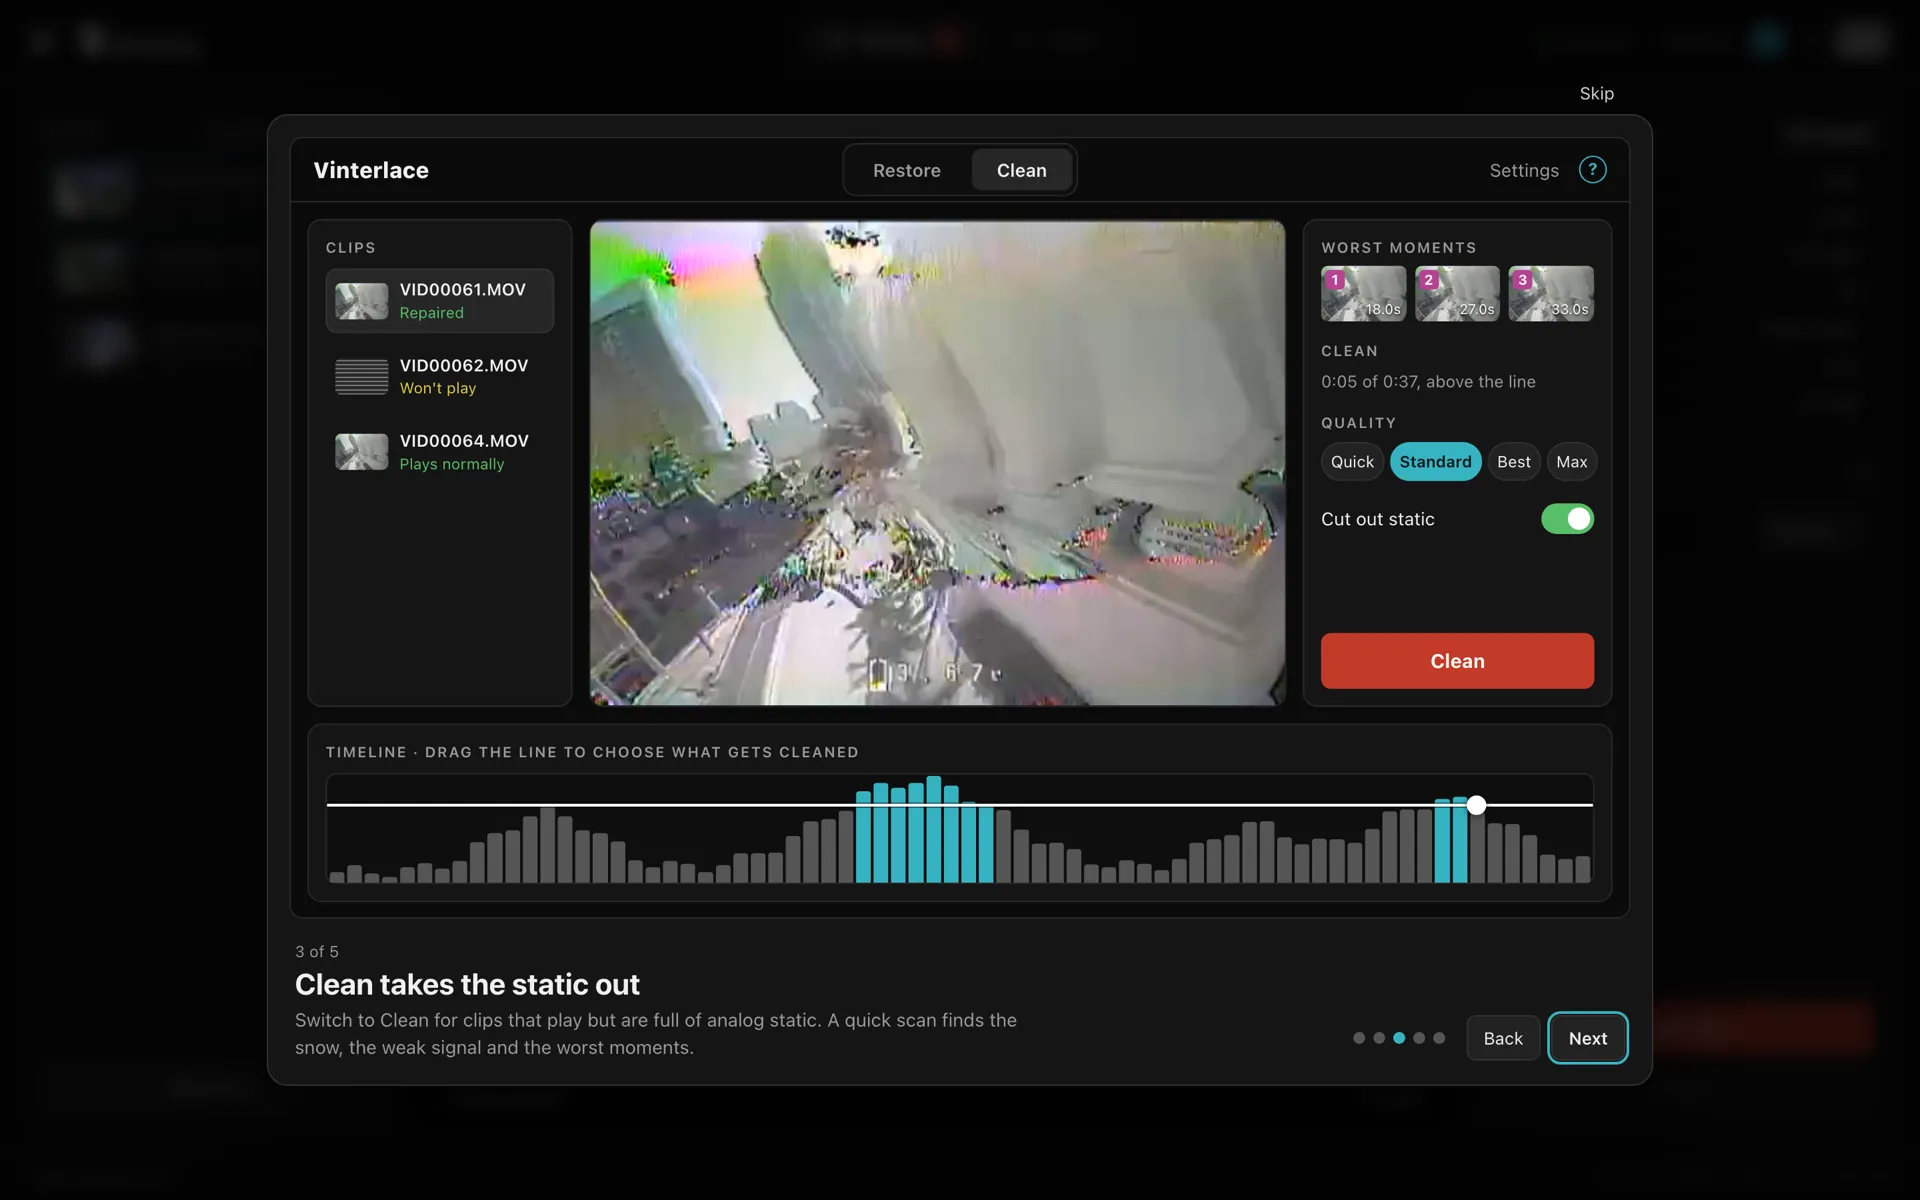 Skip
Vinterlace
Restore
Clean
Settings
?
CLIPS
VID00061.MOV
Repaired
VID00062.MOV
Won't play
VID00064.MOV
Plays normally
WORST MOMENTS
1
18.0s
2
27.0s
3
33.0s
CLEAN
0:05 of 0:37, above the line
QUALITY
Quick
Standard
Best
Max
Cut out static
Clean
TIMELINE · DRAG THE LINE TO CHOOSE WHAT GETS CLEANED
3 of 5
Clean takes the static out
Switch to Clean for clips that play but are full of analog static. A quick scan finds the
snow, the weak signal and the worst moments.
Back
Next